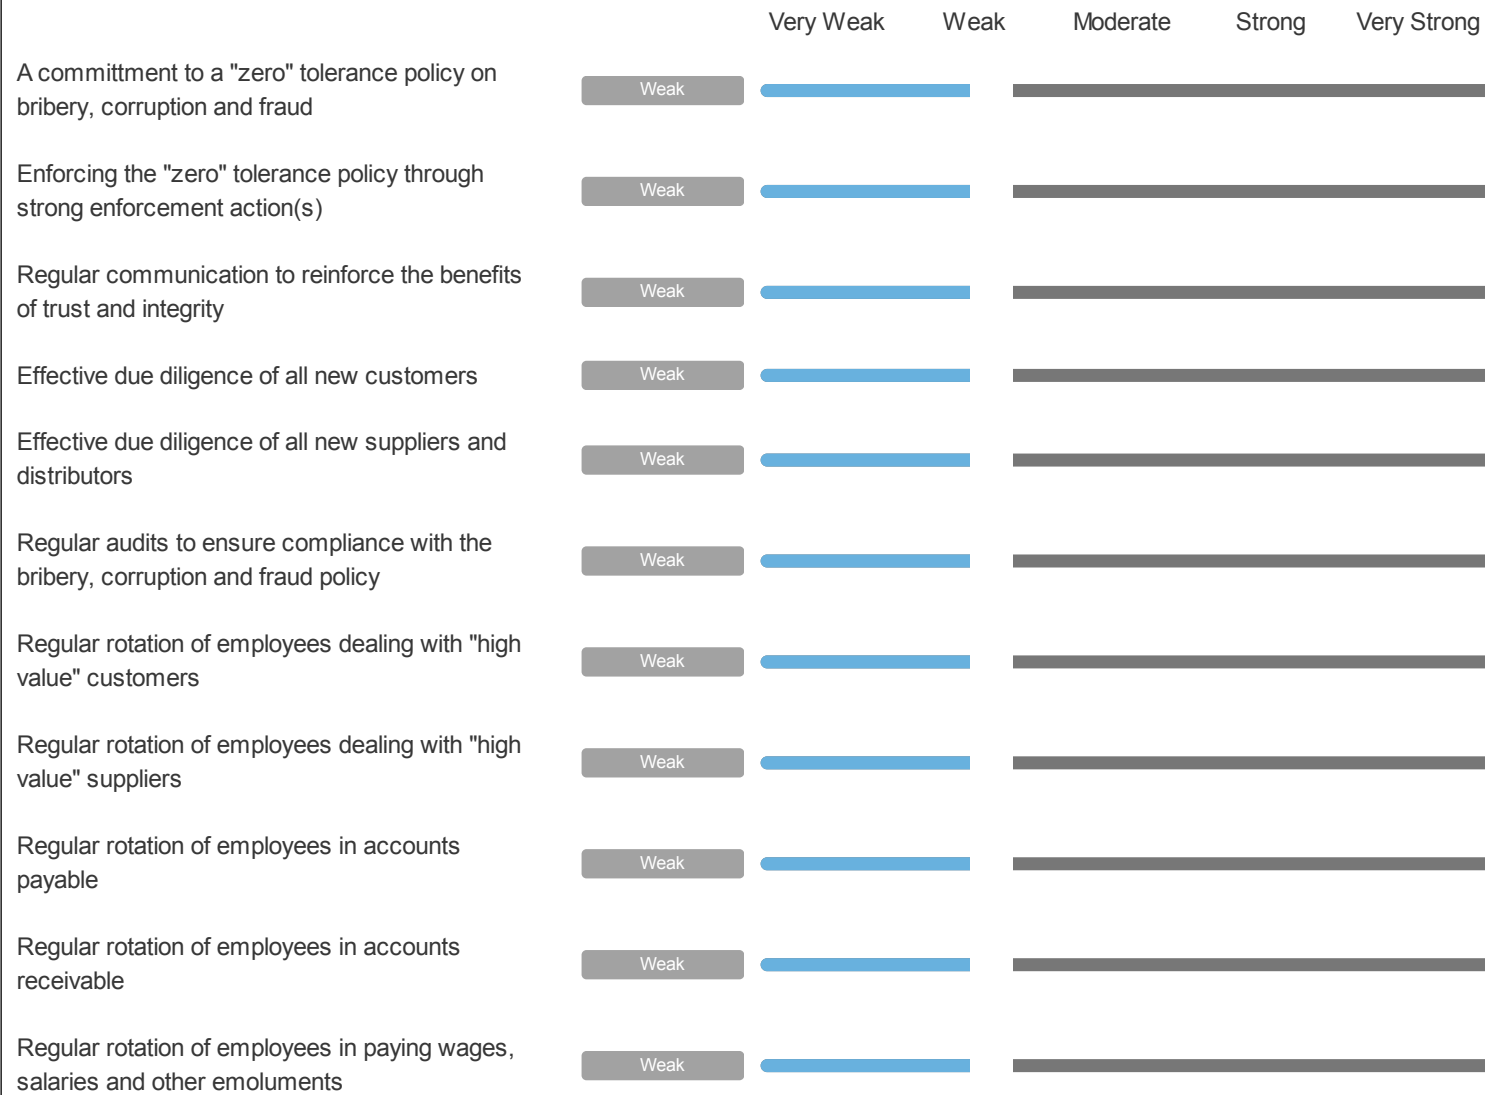 Very Weak Weak Moderate Strong Very Strong
A committment to a "zero" tolerance policy on
bribery, corruption and fraud
Weak
Enforcing the "zero" tolerance policy through
strong enforcement action(s)
Weak
Regular communication to reinforce the benefits
of trust and integrity
Weak
Effective due diligence of all new customers
Weak
Effective due diligence of all new suppliers and
distributors
Weak
Regular audits to ensure compliance with the
bribery, corruption and fraud policy
Weak
Regular rotation of employees dealing with "high
value" customers
Weak
Regular rotation of employees dealing with "high
value" suppliers
Weak
Regular rotation of employees in accounts
payable
Weak
Regular rotation of employees in accounts
receivable
Weak
Regular rotation of employees in paying wages,
salaries and other emoluments
Weak